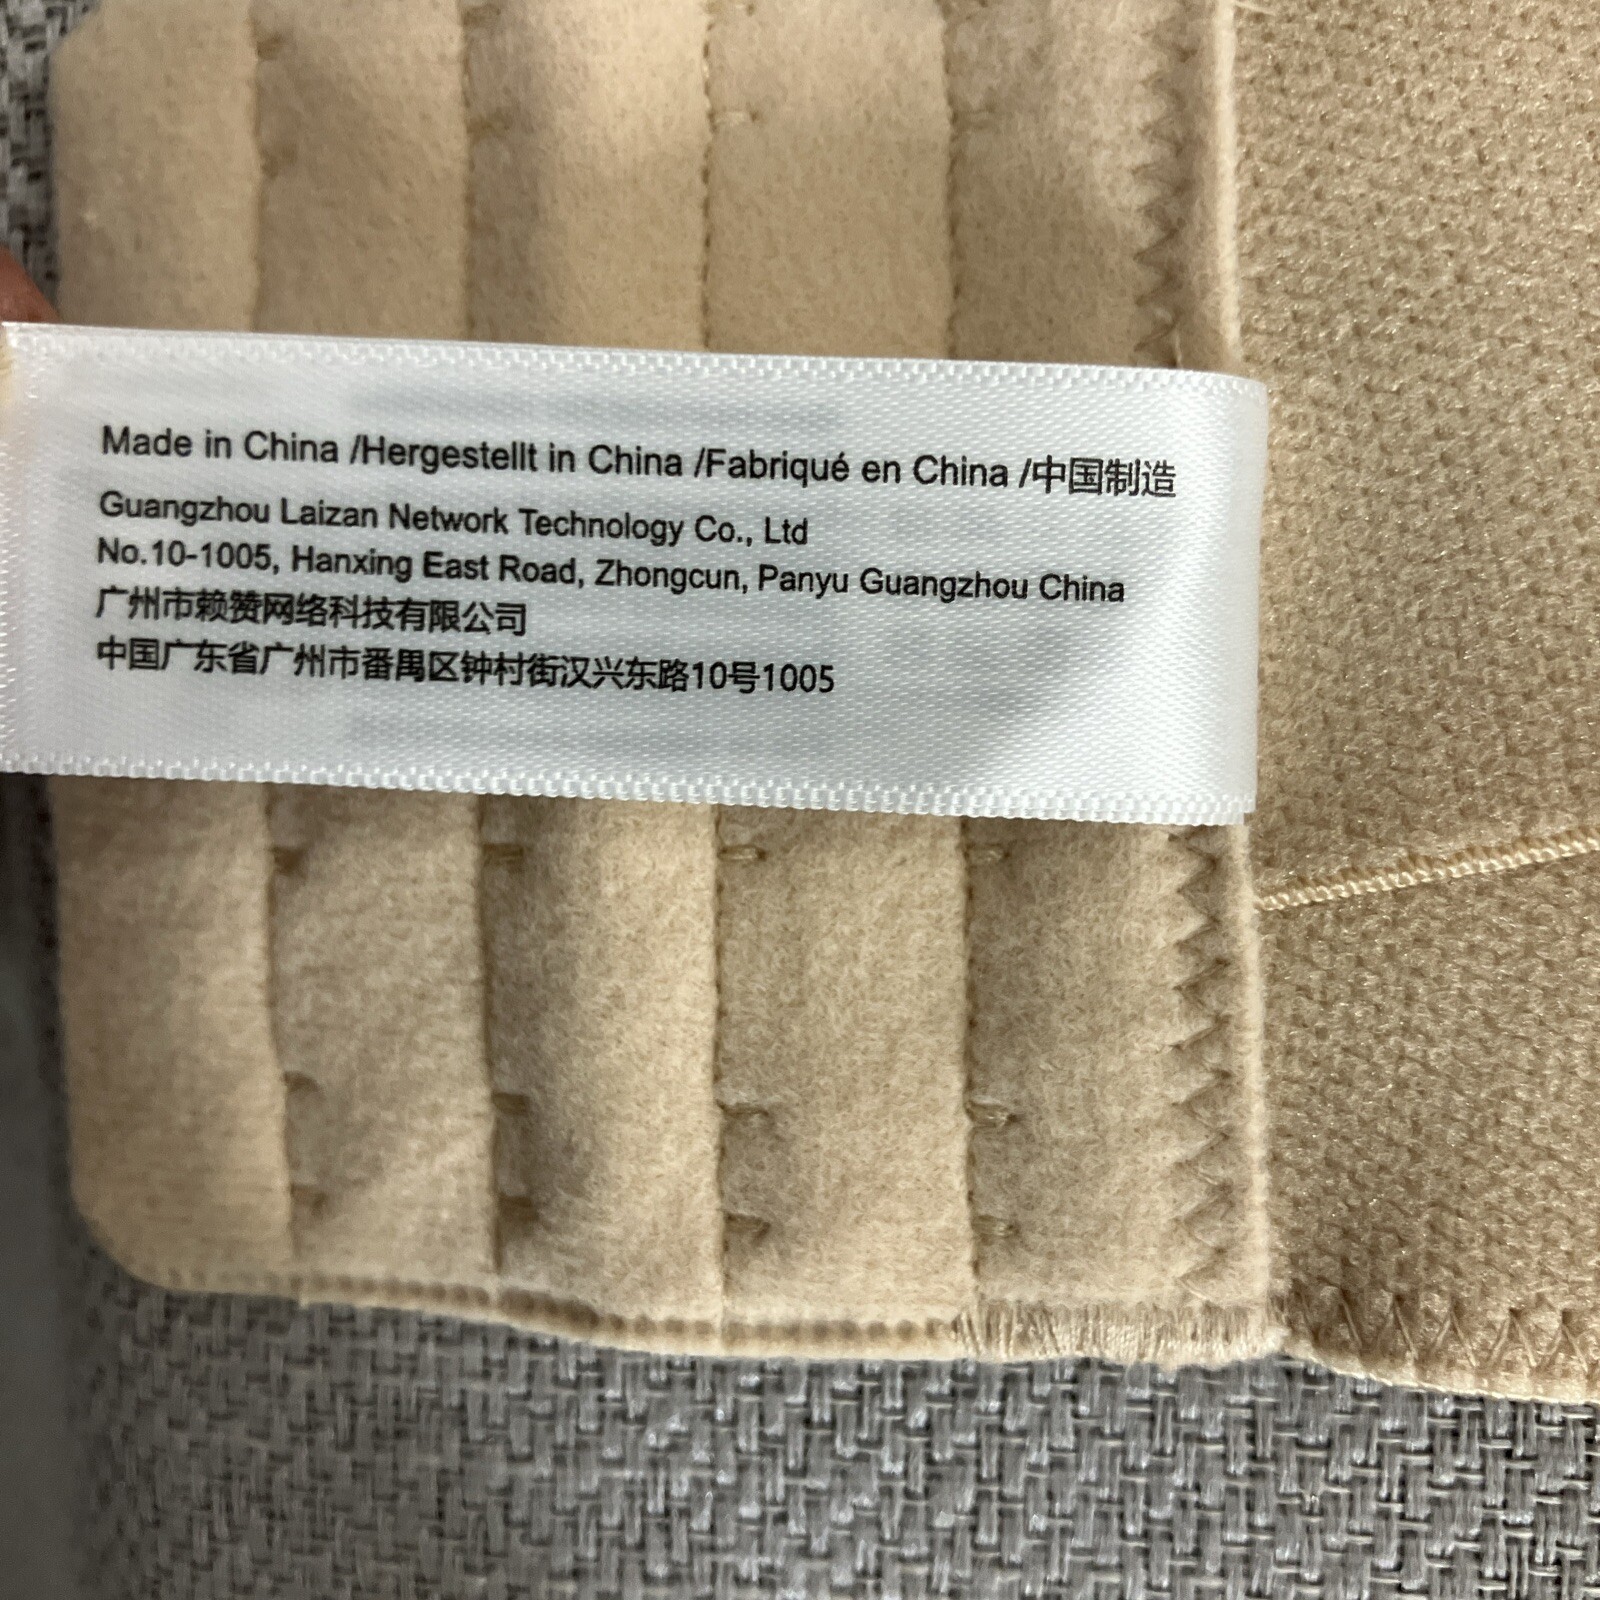 Made in China /Hergestellt in China /Fabriqué en China /中国制造
Guangzhou Laizan Network Technology Co., Ltd
No.10-1005, Hanxing East Road, Zhongcun, Panyu Guangzhou China
广州市赖赞网络科技有限公司
中国广东省广州市番禺区钟村街汉兴东路10号1005